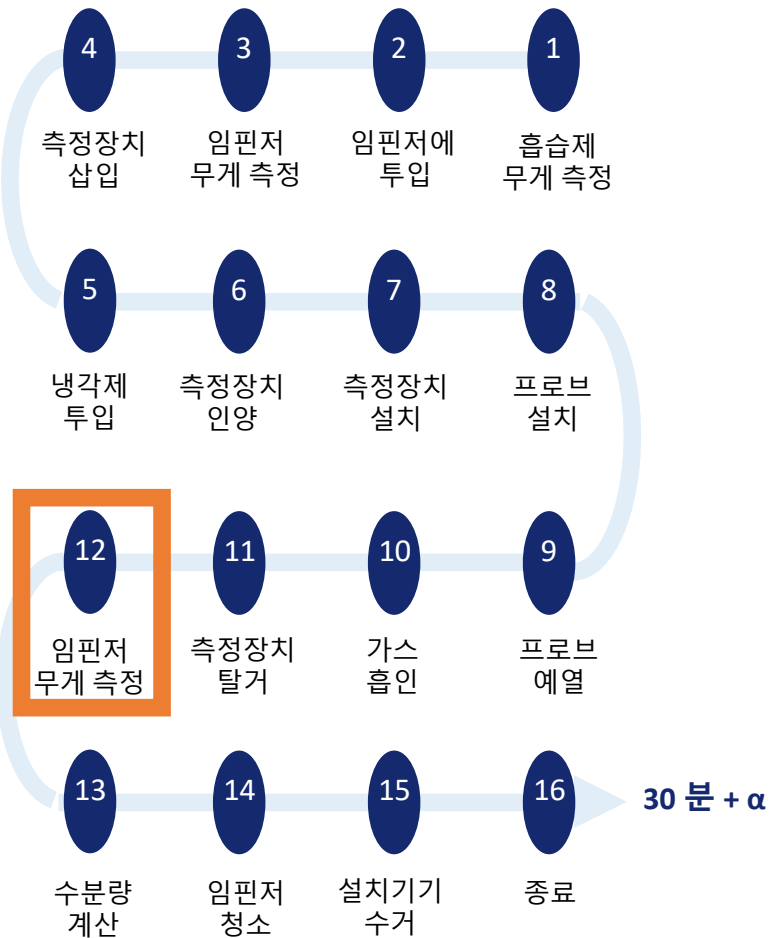 1
흡습제
무게 측정
2
임핀저에
투입
3
임핀저
무게 측정
4
측정장치
삽입
5
냉각제
투입
6
측정장치
인양
7
측정장치
설치
8
프로브
설치
9
프로브
예열
10
가스
흡인
11
측정장치
탈거
12
임핀저
무게 측정
13
수분량
계산
14
임핀저
청소
15
설치기기
수거
16
종료
30 분 + α